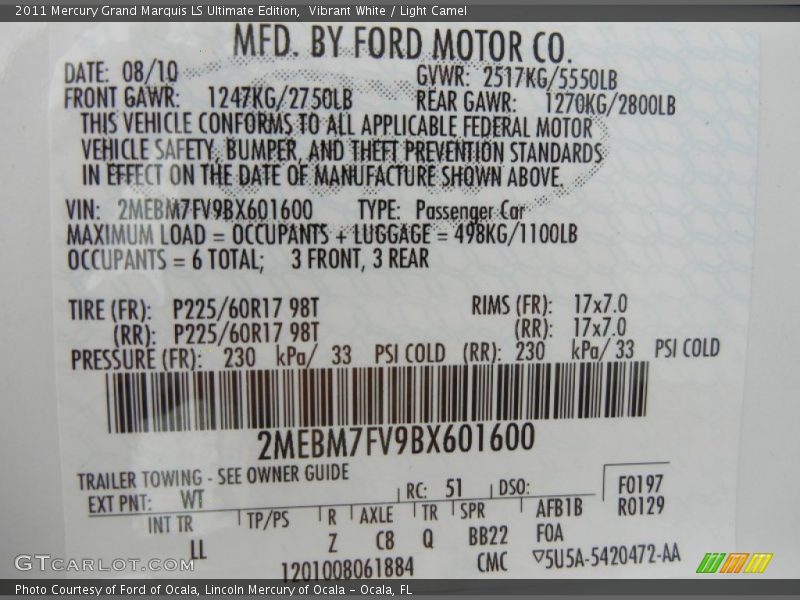 2011 Mercury Grand Marquis LS Ultimate Edition, Vibrant White / Light Camel
MFD. BY FORD MOTOR CO.
DATE: 08/10 GVWR: 2517KG/5550LB
FRONT GAWR: 1247KG/2750LB REAR GAWR: 1270KG/2800LB
THIS VEHICLE CONFORMS TO ALL APPLICABLE FEDERAL MOTOR
VEHICLE SAFETY, BUMPER, AND THEFT PREVENTION STANDARDS
IN EFFECT ON THE DATE OF MANUFACTURE SHOWN ABOVE.
VIN: 2MEBM7FV9BX601600 TYPE: Passenger Car
MAXIMUM LOAD = OCCUPANTS + LUGGAGE = 498KG/1100LB
OCCUPANTS = 6 TOTAL; 3 FRONT, 3 REAR
TIRE (FR): P225/60R17 98T RIMS (FR): 17x7.0
(RR): P225/60R17 98T (RR): 17x7.0
PRESSURE (FR): 230 kPa/ 33 PSI COLD (RR): 230 kPa/ 33 PSI COLD
2MEBM7FV9BX601600
TRAILER TOWING - SEE OWNER GUIDE
EXT PNT: WT RC: 51 DSO: F0197
INT TR TP/PS R AXLE TR SPR AFB1B R0129
LL Z C8 Q BB22 F0A
1201008061884 CMC ▽5U5A-5420472-AA
GTCARLOT.COM
Photo Courtesy of Ford of Ocala, Lincoln Mercury of Ocala - Ocala, FL